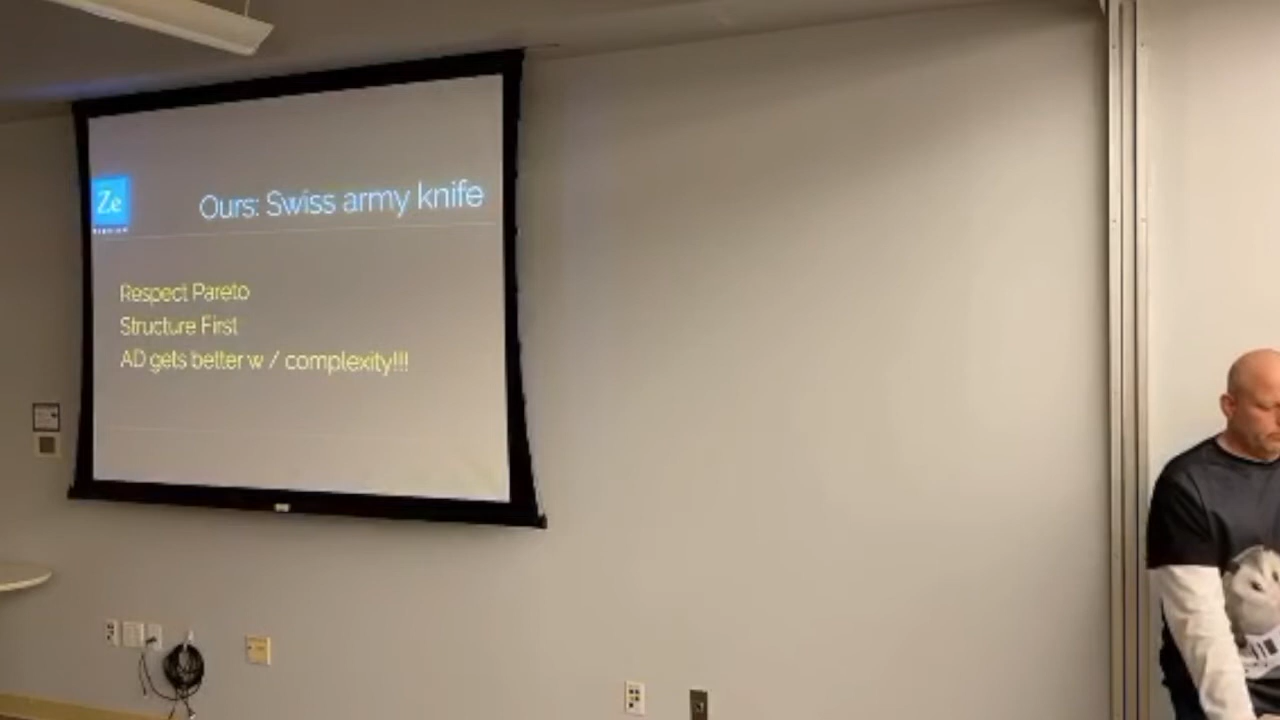 Ze
Ours: Swiss army knife
Respect Pareto
Structure First
AD gets better w / complexity!!!